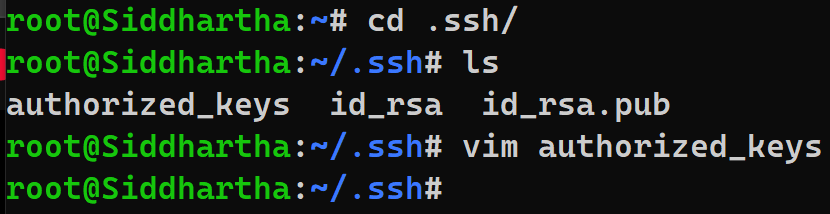 root@Siddhartha:~# cd .ssh/
root@Siddhartha:~/.ssh# ls
authorized_keys  id_rsa  id_rsa.pub
root@Siddhartha:~/.ssh# vim authorized_keys
root@Siddhartha:~/.ssh#